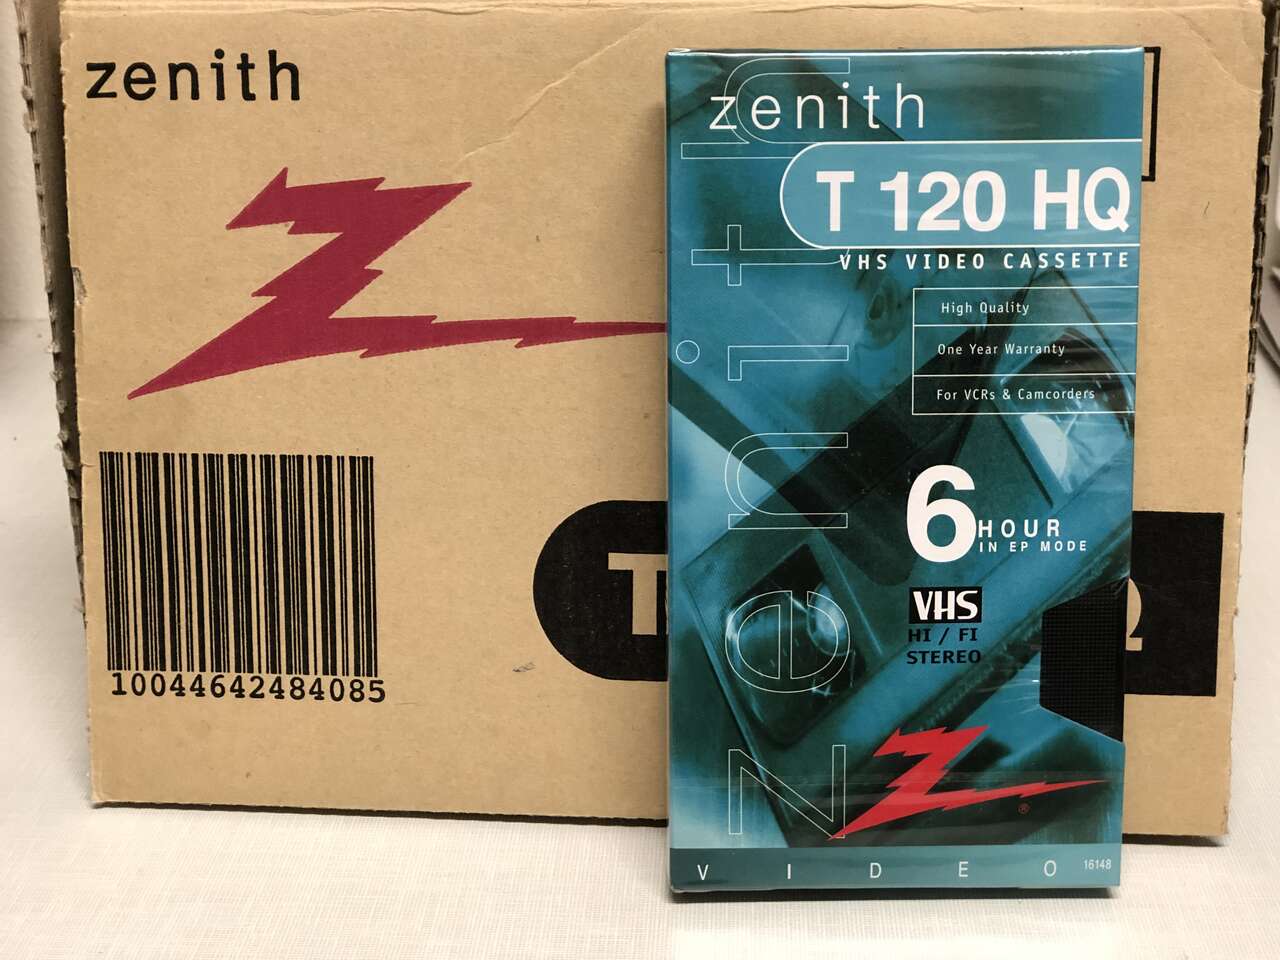 zenith
10044642484085
T
Q
zenith
T 120 HQ
VHS VIDEO CASSETTE
High Quality
One Year Warranty
For VCRs & Camcorders
6 HOUR
IN EP MODE
VHS
HI / FI
STEREO
zenith
Z
®
VIDEO 16148